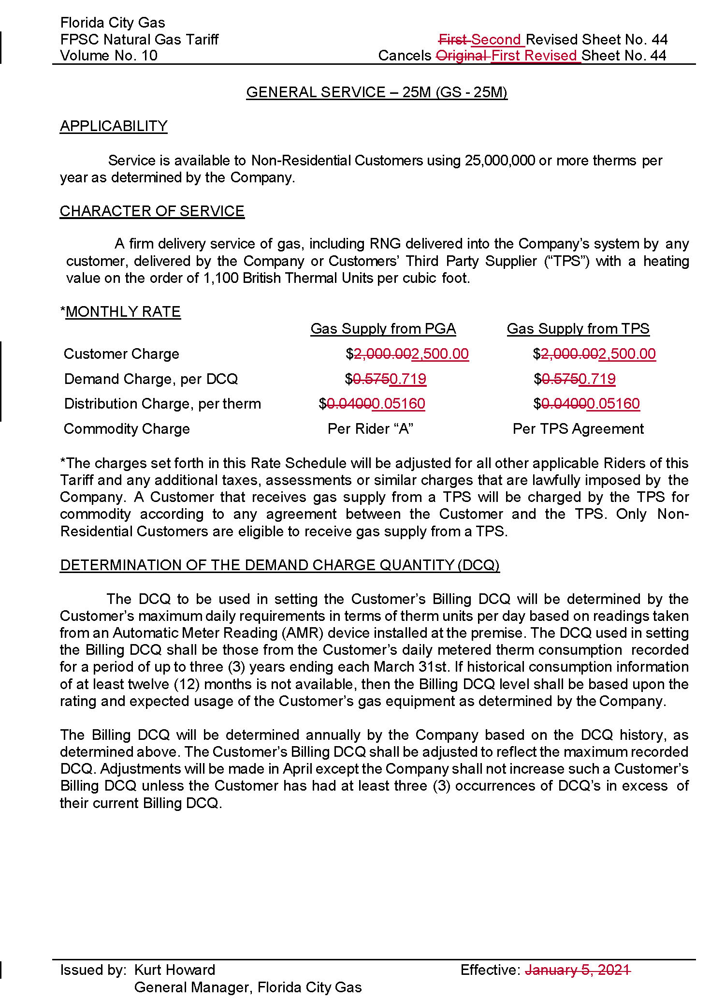 Florida City Gas
FPSC Natural Gas Tariff First Second Revised Sheet No. 44
Volume No. 10 Cancels Original First Revised Sheet No. 44
GENERAL SERVICE – 25M (GS - 25M)
APPLICABILITY
Service is available to Non-Residential Customers using 25,000,000 or more therms per
year as determined by the Company.
CHARACTER OF SERVICE
A firm delivery service of gas, including RNG delivered into the Company’s system by any
customer, delivered by the Company or Customers’ Third Party Supplier (“TPS”) with a heating
value on the order of 1,100 British Thermal Units per cubic foot.
*MONTHLY RATE
Gas Supply from PGA Gas Supply from TPS
Customer Charge $2,000.002,500.00 $2,000.002,500.00
Demand Charge, per DCQ $0.5750.719 $0.5750.719
Distribution Charge, per therm $0.04000.05160 $0.04000.05160
Commodity Charge Per Rider “A” Per TPS Agreement
*The charges set forth in this Rate Schedule will be adjusted for all other applicable Riders of this
Tariff and any additional taxes, assessments or similar charges that are lawfully imposed by the
Company. A Customer that receives gas supply from a TPS will be charged by the TPS for
commodity according to any agreement between the Customer and the TPS. Only Non-
Residential Customers are eligible to receive gas supply from a TPS.
DETERMINATION OF THE DEMAND CHARGE QUANTITY (DCQ)
The DCQ to be used in setting the Customer’s Billing DCQ will be determined by the
Customer’s maximum daily requirements in terms of therm units per day based on readings taken
from an Automatic Meter Reading (AMR) device installed at the premise. The DCQ used in setting
the Billing DCQ shall be those from the Customer’s daily metered therm consumption recorded
for a period of up to three (3) years ending each March 31st. If historical consumption information
of at least twelve (12) months is not available, then the Billing DCQ level shall be based upon the
rating and expected usage of the Customer’s gas equipment as determined by the Company.
The Billing DCQ will be determined annually by the Company based on the DCQ history, as
determined above. The Customer’s Billing DCQ shall be adjusted to reflect the maximum recorded
DCQ. Adjustments will be made in April except the Company shall not increase such a Customer’s
Billing DCQ unless the Customer has had at least three (3) occurrences of DCQ’s in excess of
their current Billing DCQ.
Issued by: Kurt Howard Effective: January 5, 2021
General Manager, Florida City Gas